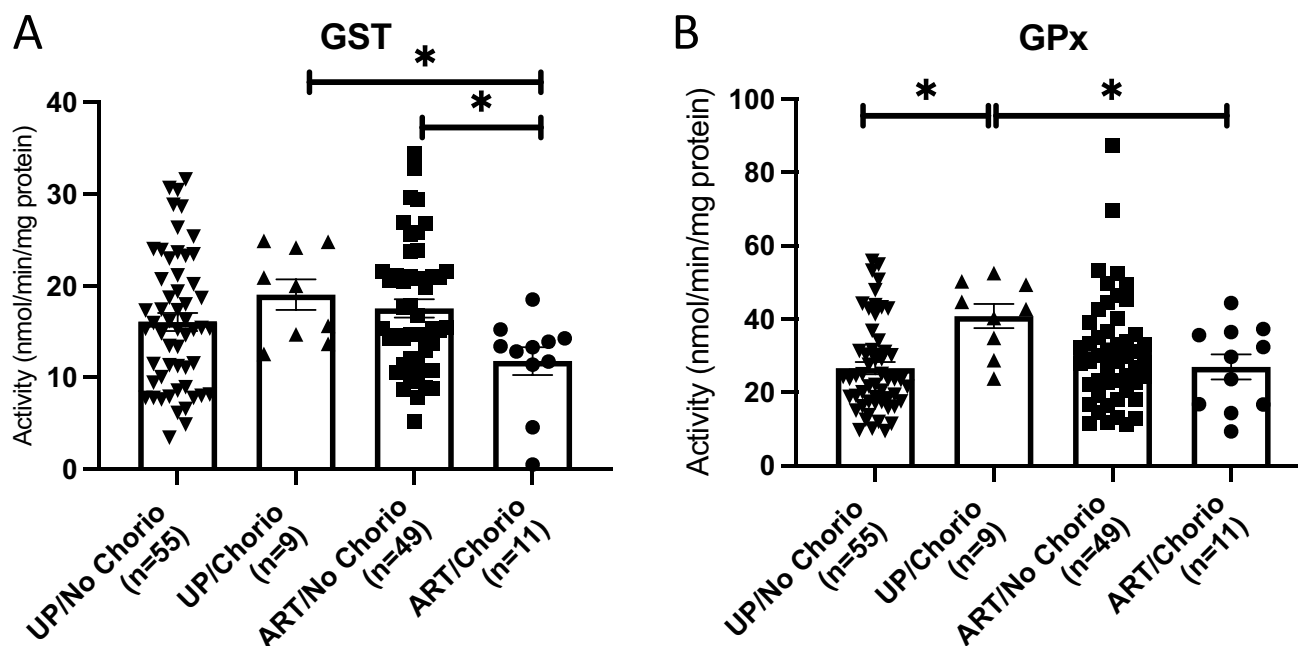 A
GST
*
*
Activity (nmol/min/mg protein)
40
30
20
10
0
UP/No Chorio
(n=55)
UP/Chorio
(n=9)
ART/No Chorio
(n=49)
ART/Chorio
(n=11)
B
GPx
*
*
Activity (nmol/min/mg protein)
100
80
60
40
20
0
UP/No Chorio
(n=55)
UP/Chorio
(n=9)
ART/No Chorio
(n=49)
ART/Chorio
(n=11)